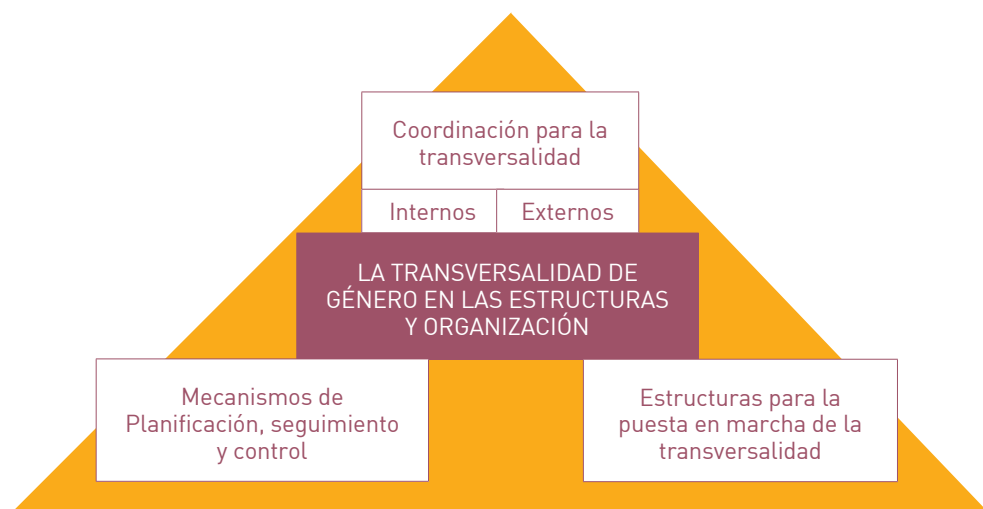 Coordinación para la
transversalidad
Internos
Externos
LA TRANSVERSALIDAD DE
GÉNERO EN LAS ESTRUCTURAS
Y ORGANIZACIÓN
Mecanismos de
Planificación, seguimiento
y control
Estructuras para la
puesta en marcha de la
transversalidad